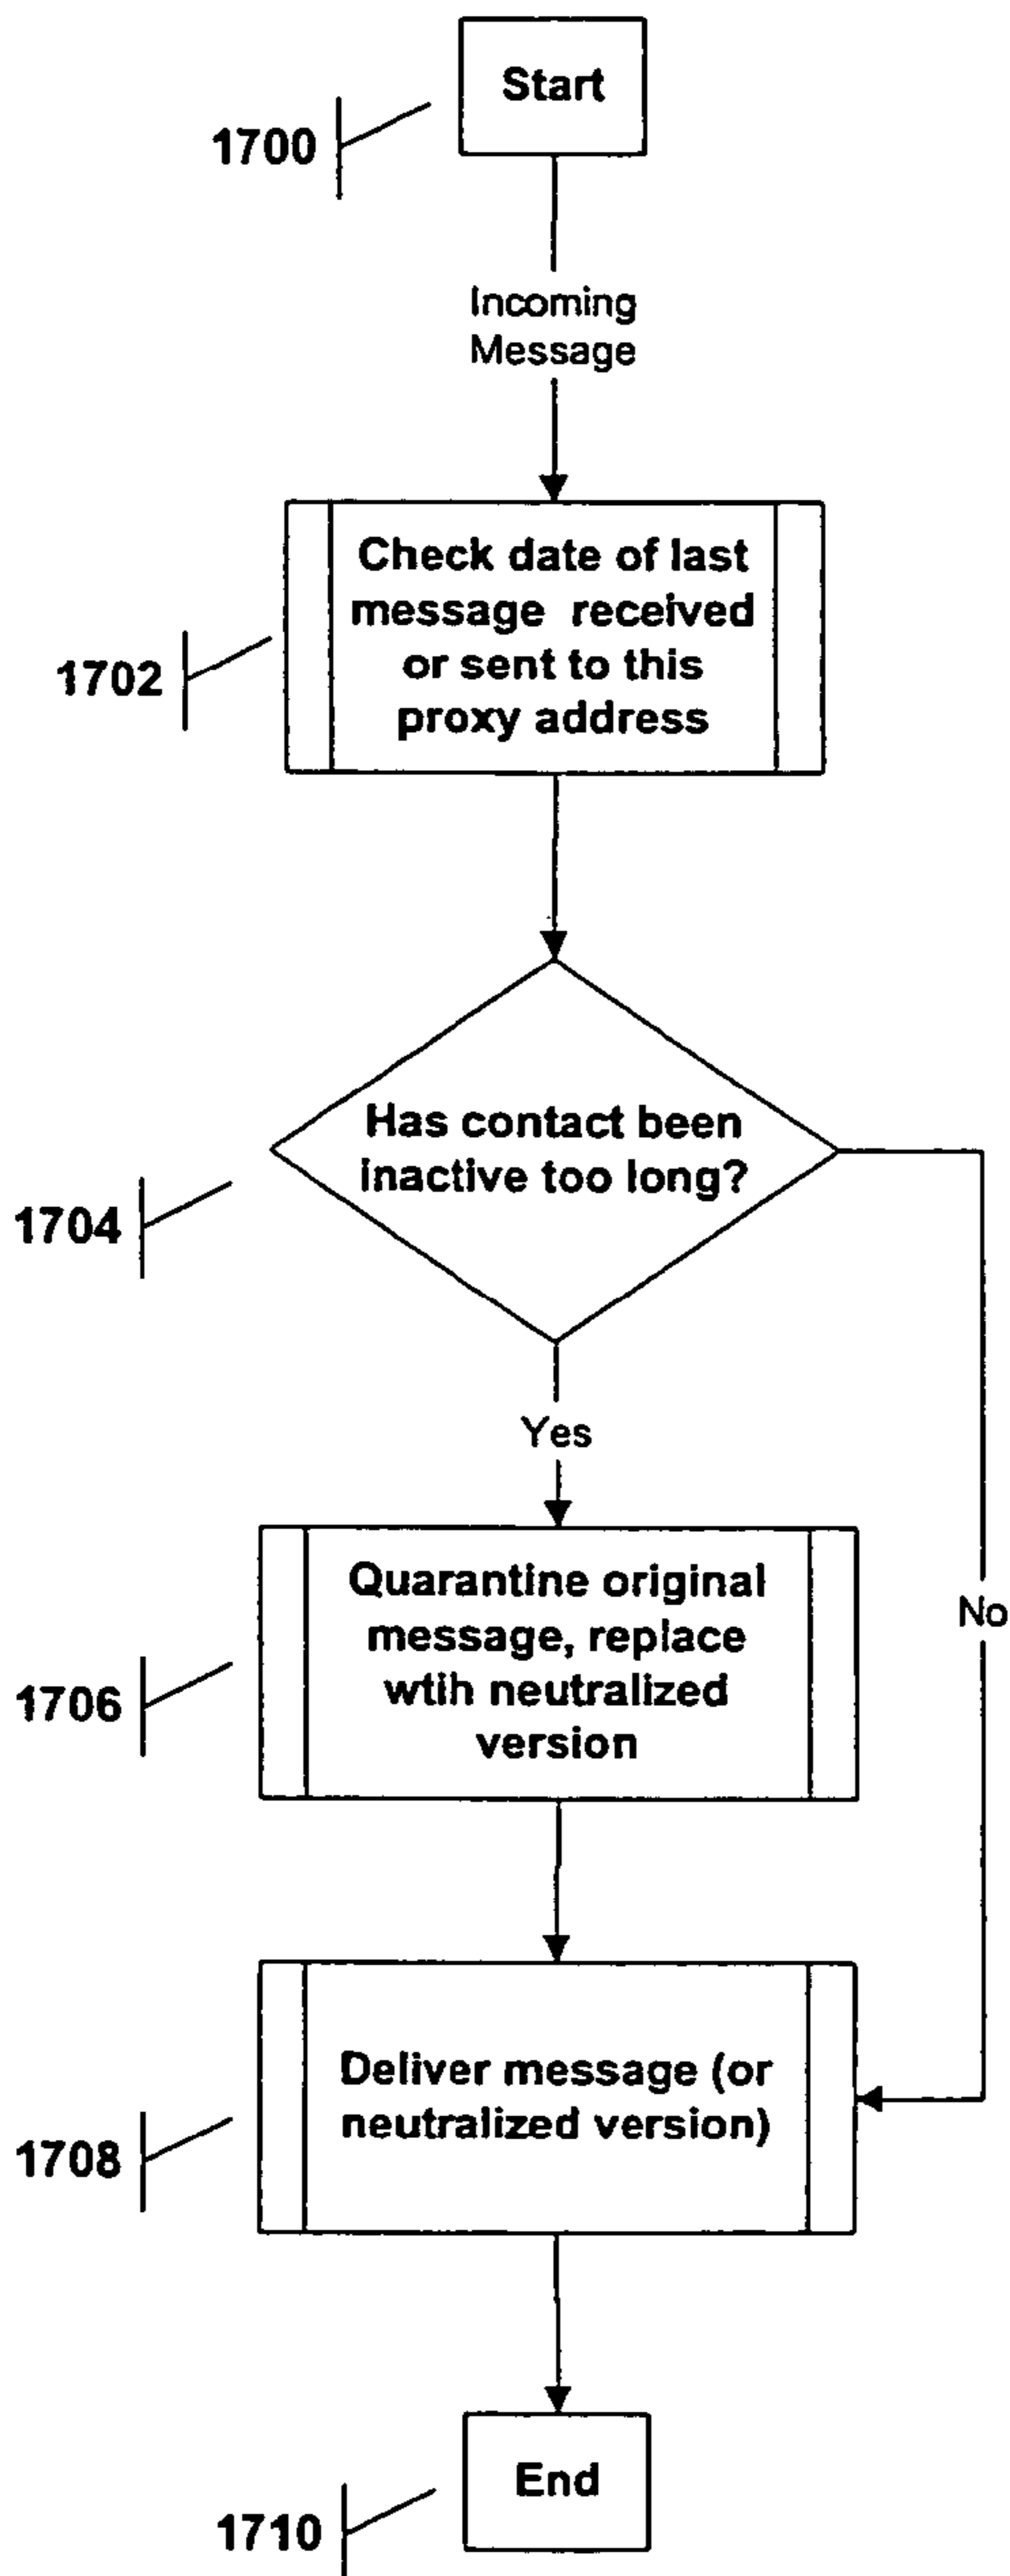 Start
1700
Incoming
Message
Check date of last
message received
or sent to this
proxy address
1702
Has contact been
inactive too long?
1704
Yes
Quarantine original
message, replace
wtih neutralized
version
No
1706
Deliver message (or
neutralized version)
1708
End
1710